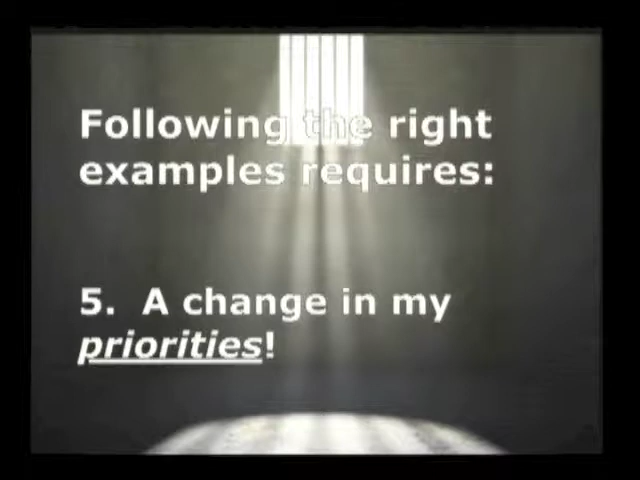 Following the right
examples requires:
5. A change in my
priorities!